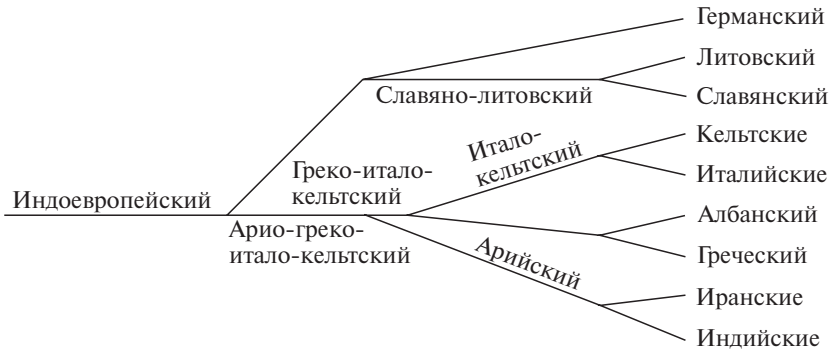 Германский
Литовский
Славяно-литовский
Славянский
Итало-
кельтский
Кельтские
Греко-итало-
кельтский
Италийские
Индоевропейский
Албанский
Арио-греко-
итало-кельтский
Греческий
Арийский
Иранские
Индийские